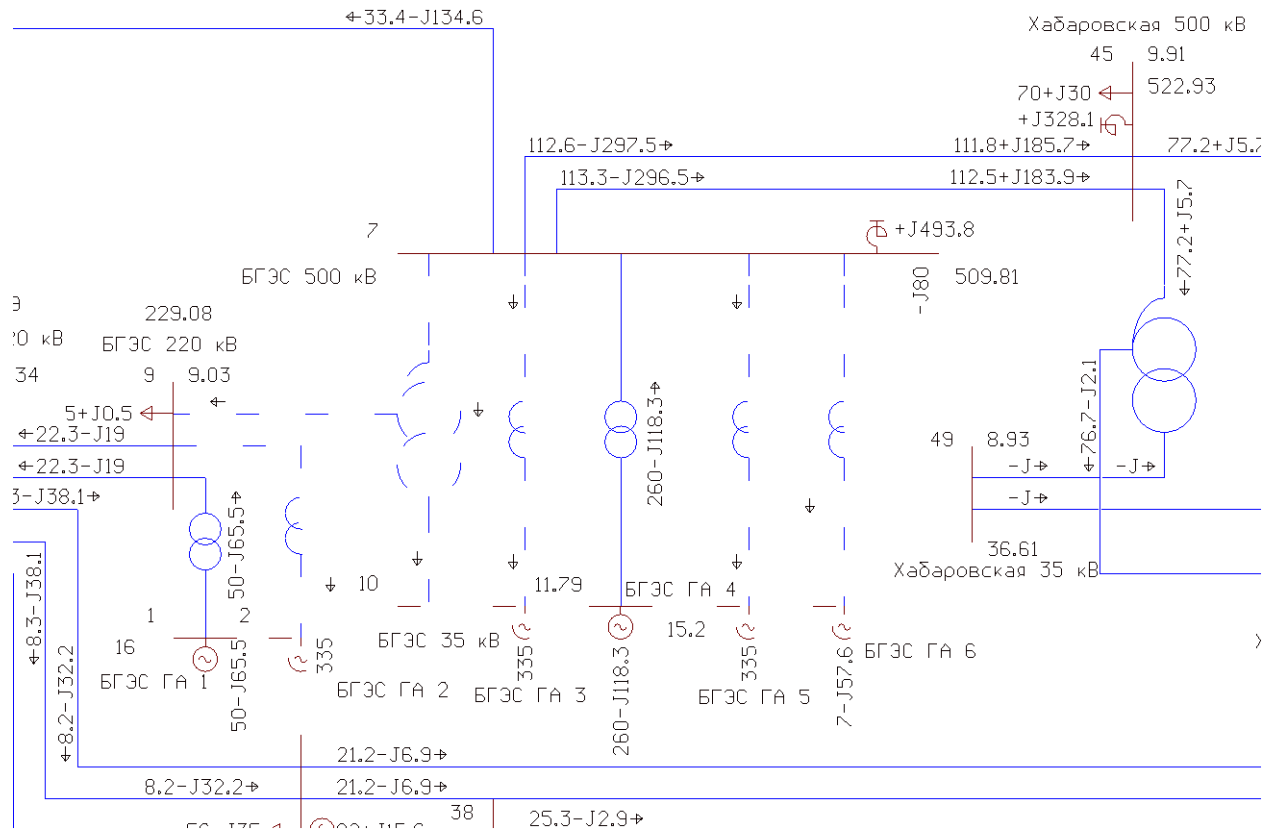 33.4-J134.6
Хабаровская 500 кВ
45 9.91
522.93
70+J30
+J328.1
112.6-J297.5
111.8+J185.7
77.2+J5.7
113.3-J296.5
112.5+J183.9
77.2+J5.7
7
+J493.8
БГЭС 500 кВ
-J80
509.81
9
229.08
20 кВ
БГЭС 220 кВ
34
9 9.03
5+J0.5
22.3-J19
22.3-J19
3-J38.1
50-J65.5
260-J118.3
76.7-J2.1
49 8.93
-J
-J
-J
36.61
Хабаровская 35 кВ
8.3-J38.1
8.2-J32.2
1
2
16
БГЭС ГА 1
50-J65.5
335
БГЭС ГА 2
10
БГЭС 35 кВ
11.79
БГЭС ГА 4
15.2
335
БГЭС ГА 3
260-J118.3
335
БГЭС ГА 5
7-J57.6
БГЭС ГА 6
21.2-J6.9
8.2-J32.2
21.2-J6.9
38
25.3-J2.9